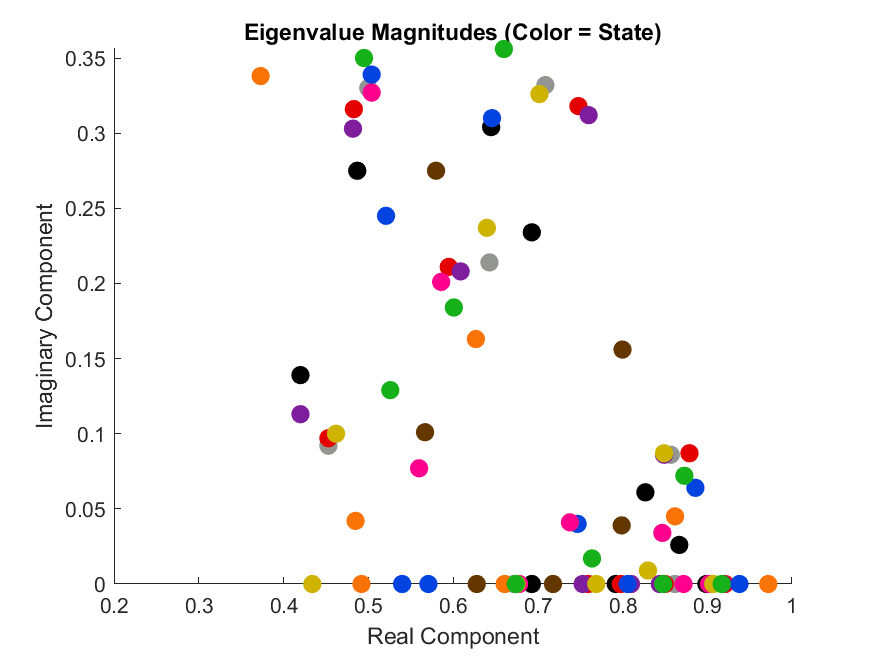 Eigenvalue Magnitudes (Color = State)
0.35
0.3
0.25
0.2
0.15
0.1
0.05
0
Imaginary Component
0.2 0.3 0.4 0.5 0.6 0.7 0.8 0.9 1
Real Component